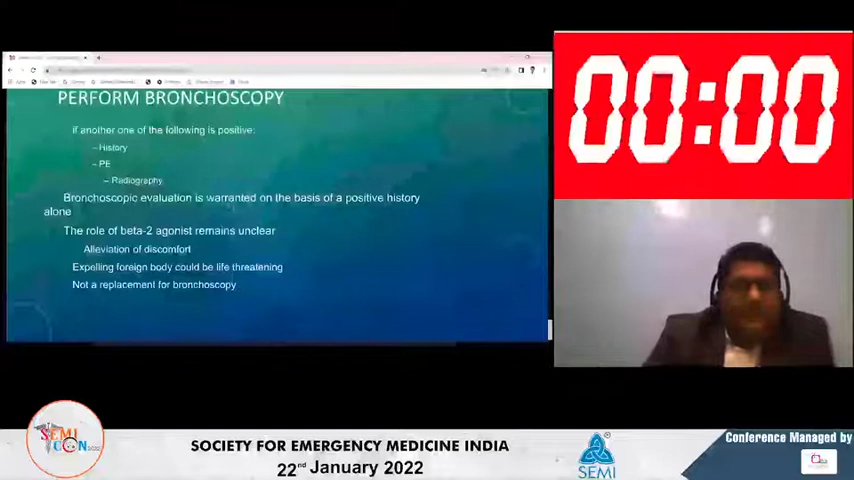 PERFORM BRONCHOSCOPY
if another one of the following is positive:
– History
– PE
– Radiography
Bronchoscopic evaluation is warranted on the basis of a positive history
alone
The role of beta-2 agonist remains unclear
Alleviation of discomfort
Expelling foreign body could be life threatening
Not a replacement for bronchoscopy
00:00
SEMI
CON
SOCIETY FOR EMERGENCY MEDICINE INDIA
22nd January 2022
SEMI
Conference Managed by